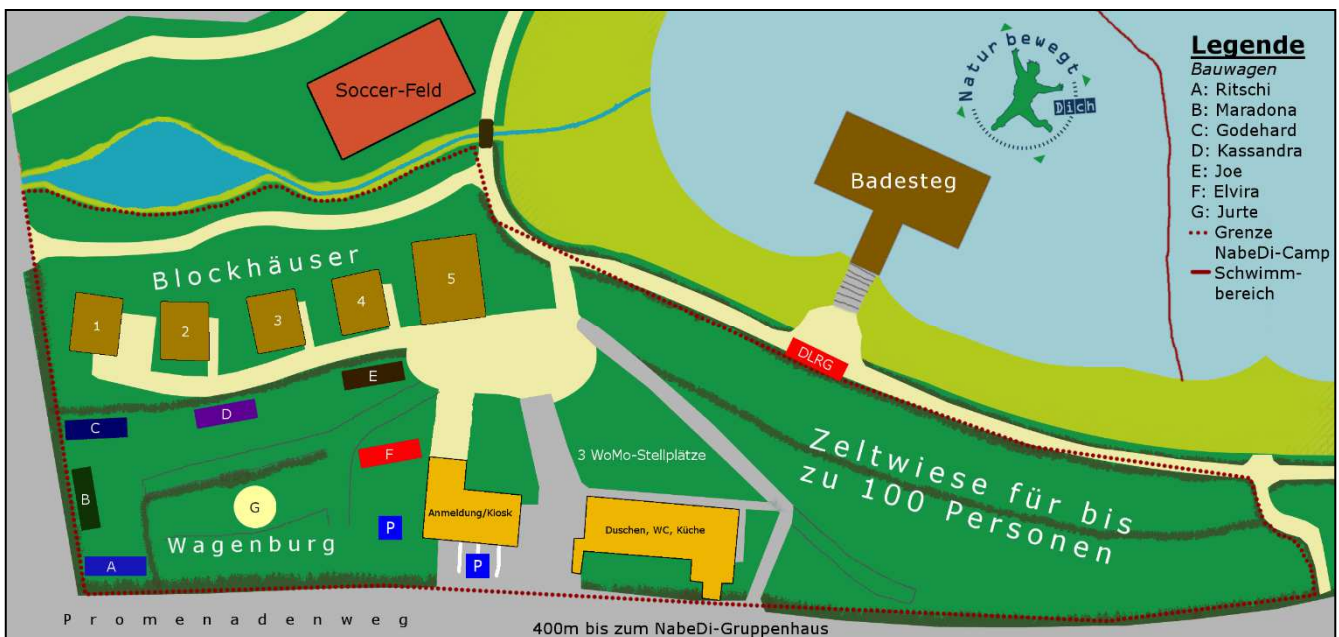 Soccer-Feld
Natur bewegt
Dich
Badesteg
Legende
Bauwagen
A: Ritschi
B: Maradona
C: Godehard
D: Kassandra
E: Joe
F: Elvira
G: Jurte
Grenze
NabeDi-Camp
Schwimm-
bereich
Blockhäuser
1
2
3
4
5
DLRG
E
D
C
F
B
G
A
Wagenburg
P
P
Anmeldung/Kiosk
3 WoMo-Stellplätze
Duschen, WC, Küche
Zeltwiese für bis
zu 100 Personen
Promenadenweg
400m bis zum NabeDi-Gruppenhaus